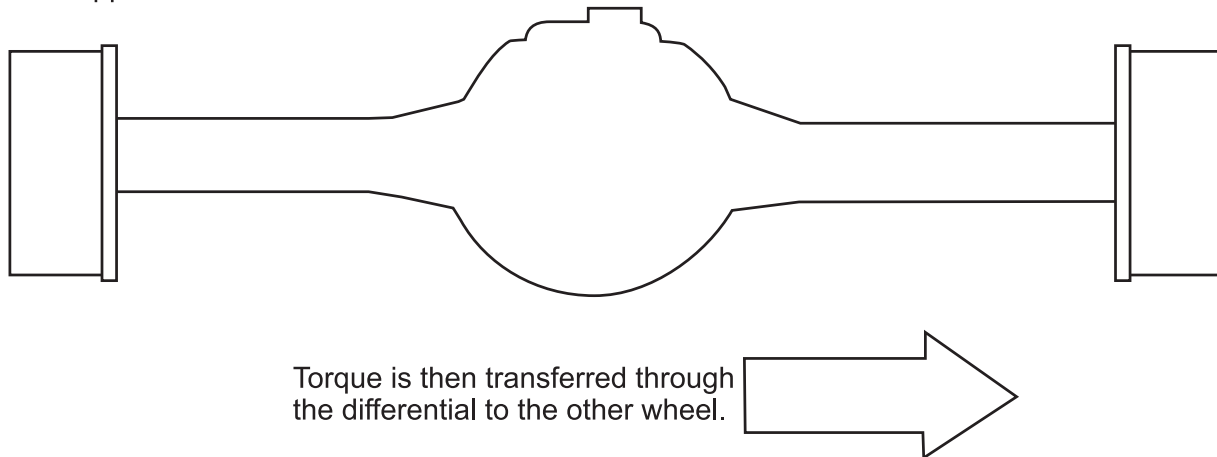 Torque is then transferred through
the differential to the other wheel.